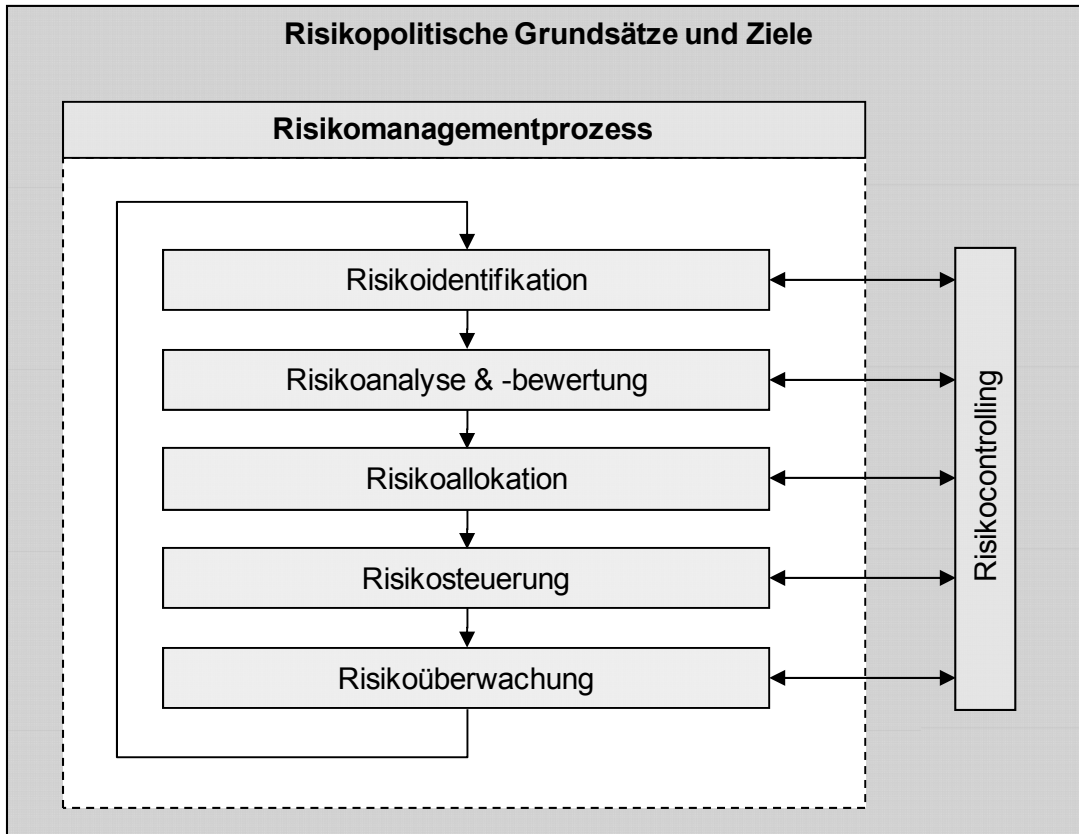 Risikopolitische Grundsätze und Ziele
Risikomanagementprozess
Risikoidentifikation
Risikoanalyse & -bewertung
Risikoallokation
Risikosteuerung
Risikoüberwachung
Risikocontrolling